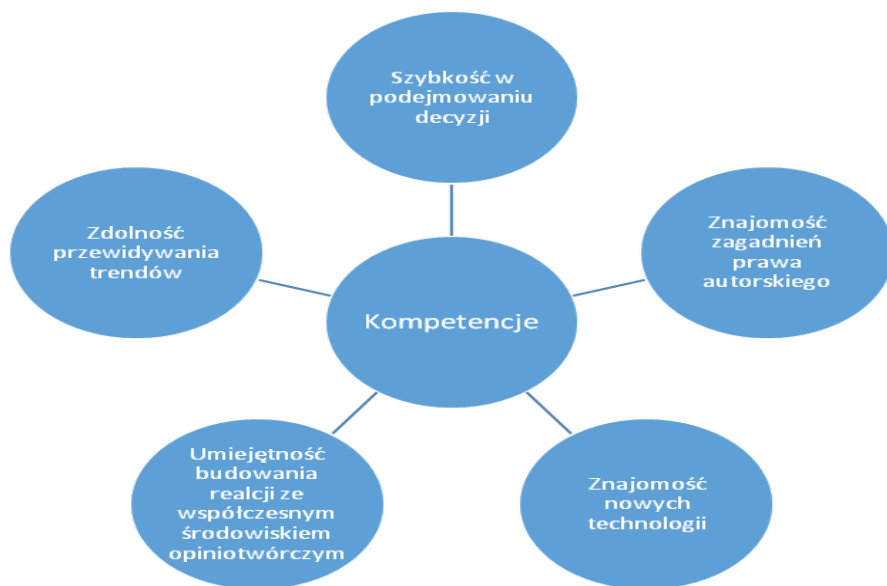 Szybkość w
podejmowaniu
decyzji
Zdolność
przewidywania
trendów
Znajomość
zagadnień
prawa
autorskiego
Kompetencje
Umiejętność
budowania
realcji ze
współczesnym
środowiskiem
opiniotwórczym
Znajomość
nowych
technologii